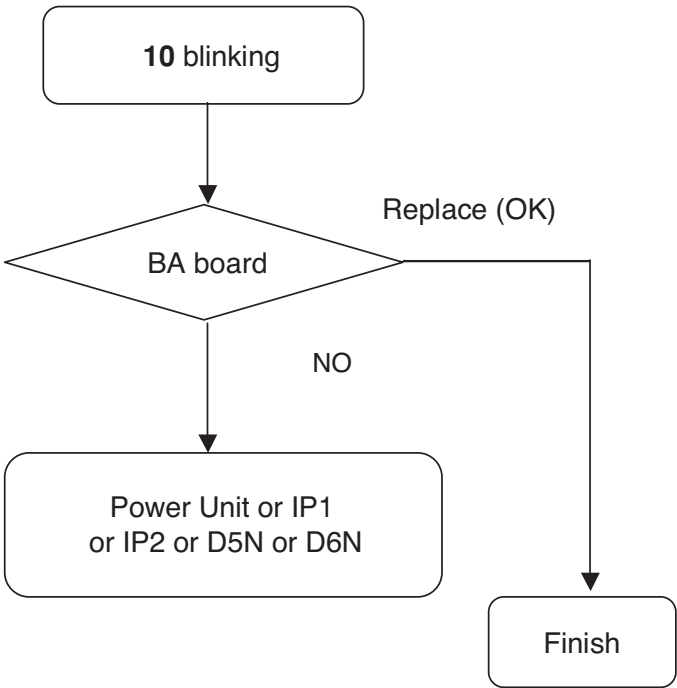 10 blinking
Replace (OK)
BA board
NO
Power Unit or IP1
or IP2 or D5N or D6N
Finish